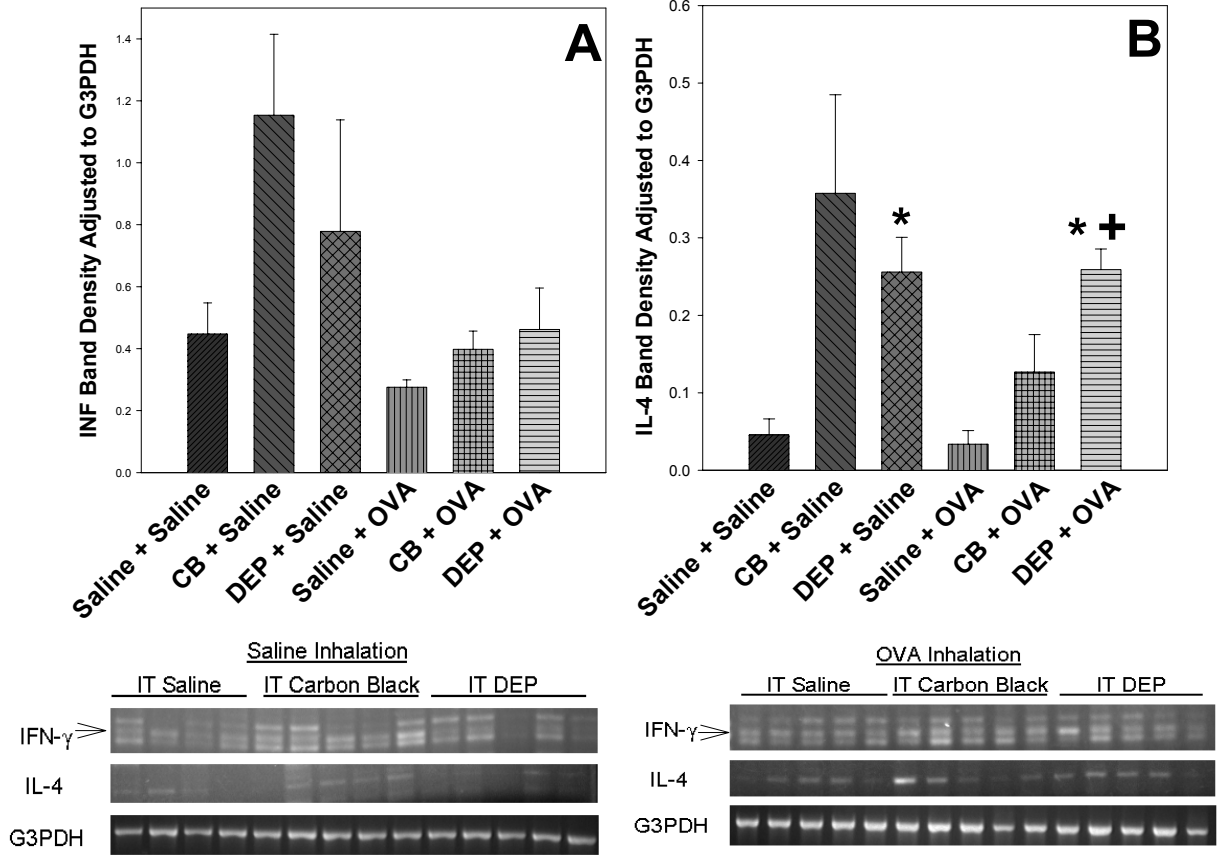 A
INF Band Density Adjusted to G3PDH
1.4
1.2
1.0
0.8
0.6
0.4
0.2
0.0
Saline + Saline
CB + Saline
DEP + Saline
Saline + OVA
CB + OVA
DEP + OVA
B
IL-4 Band Density Adjusted to G3PDH
0.6
0.5
0.4
0.3
0.2
0.1
0.0
*
* +
Saline + Saline
CB + Saline
DEP + Saline
Saline + OVA
CB + OVA
DEP + OVA
Saline Inhalation
IT Saline IT Carbon Black IT DEP
IFN-γ
IL-4
G3PDH
OVA Inhalation
IT Saline IT Carbon Black IT DEP
IFN-γ
IL-4
G3PDH